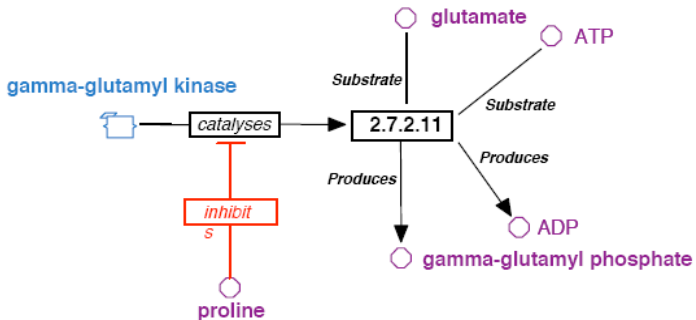 glutamate
ATP
Substrate
gamma-glutamyl kinase
Substrate
catalyses
2.7.2.11
Produces
Produces
inhibit
s
ADP
gamma-glutamyl phosphate
proline